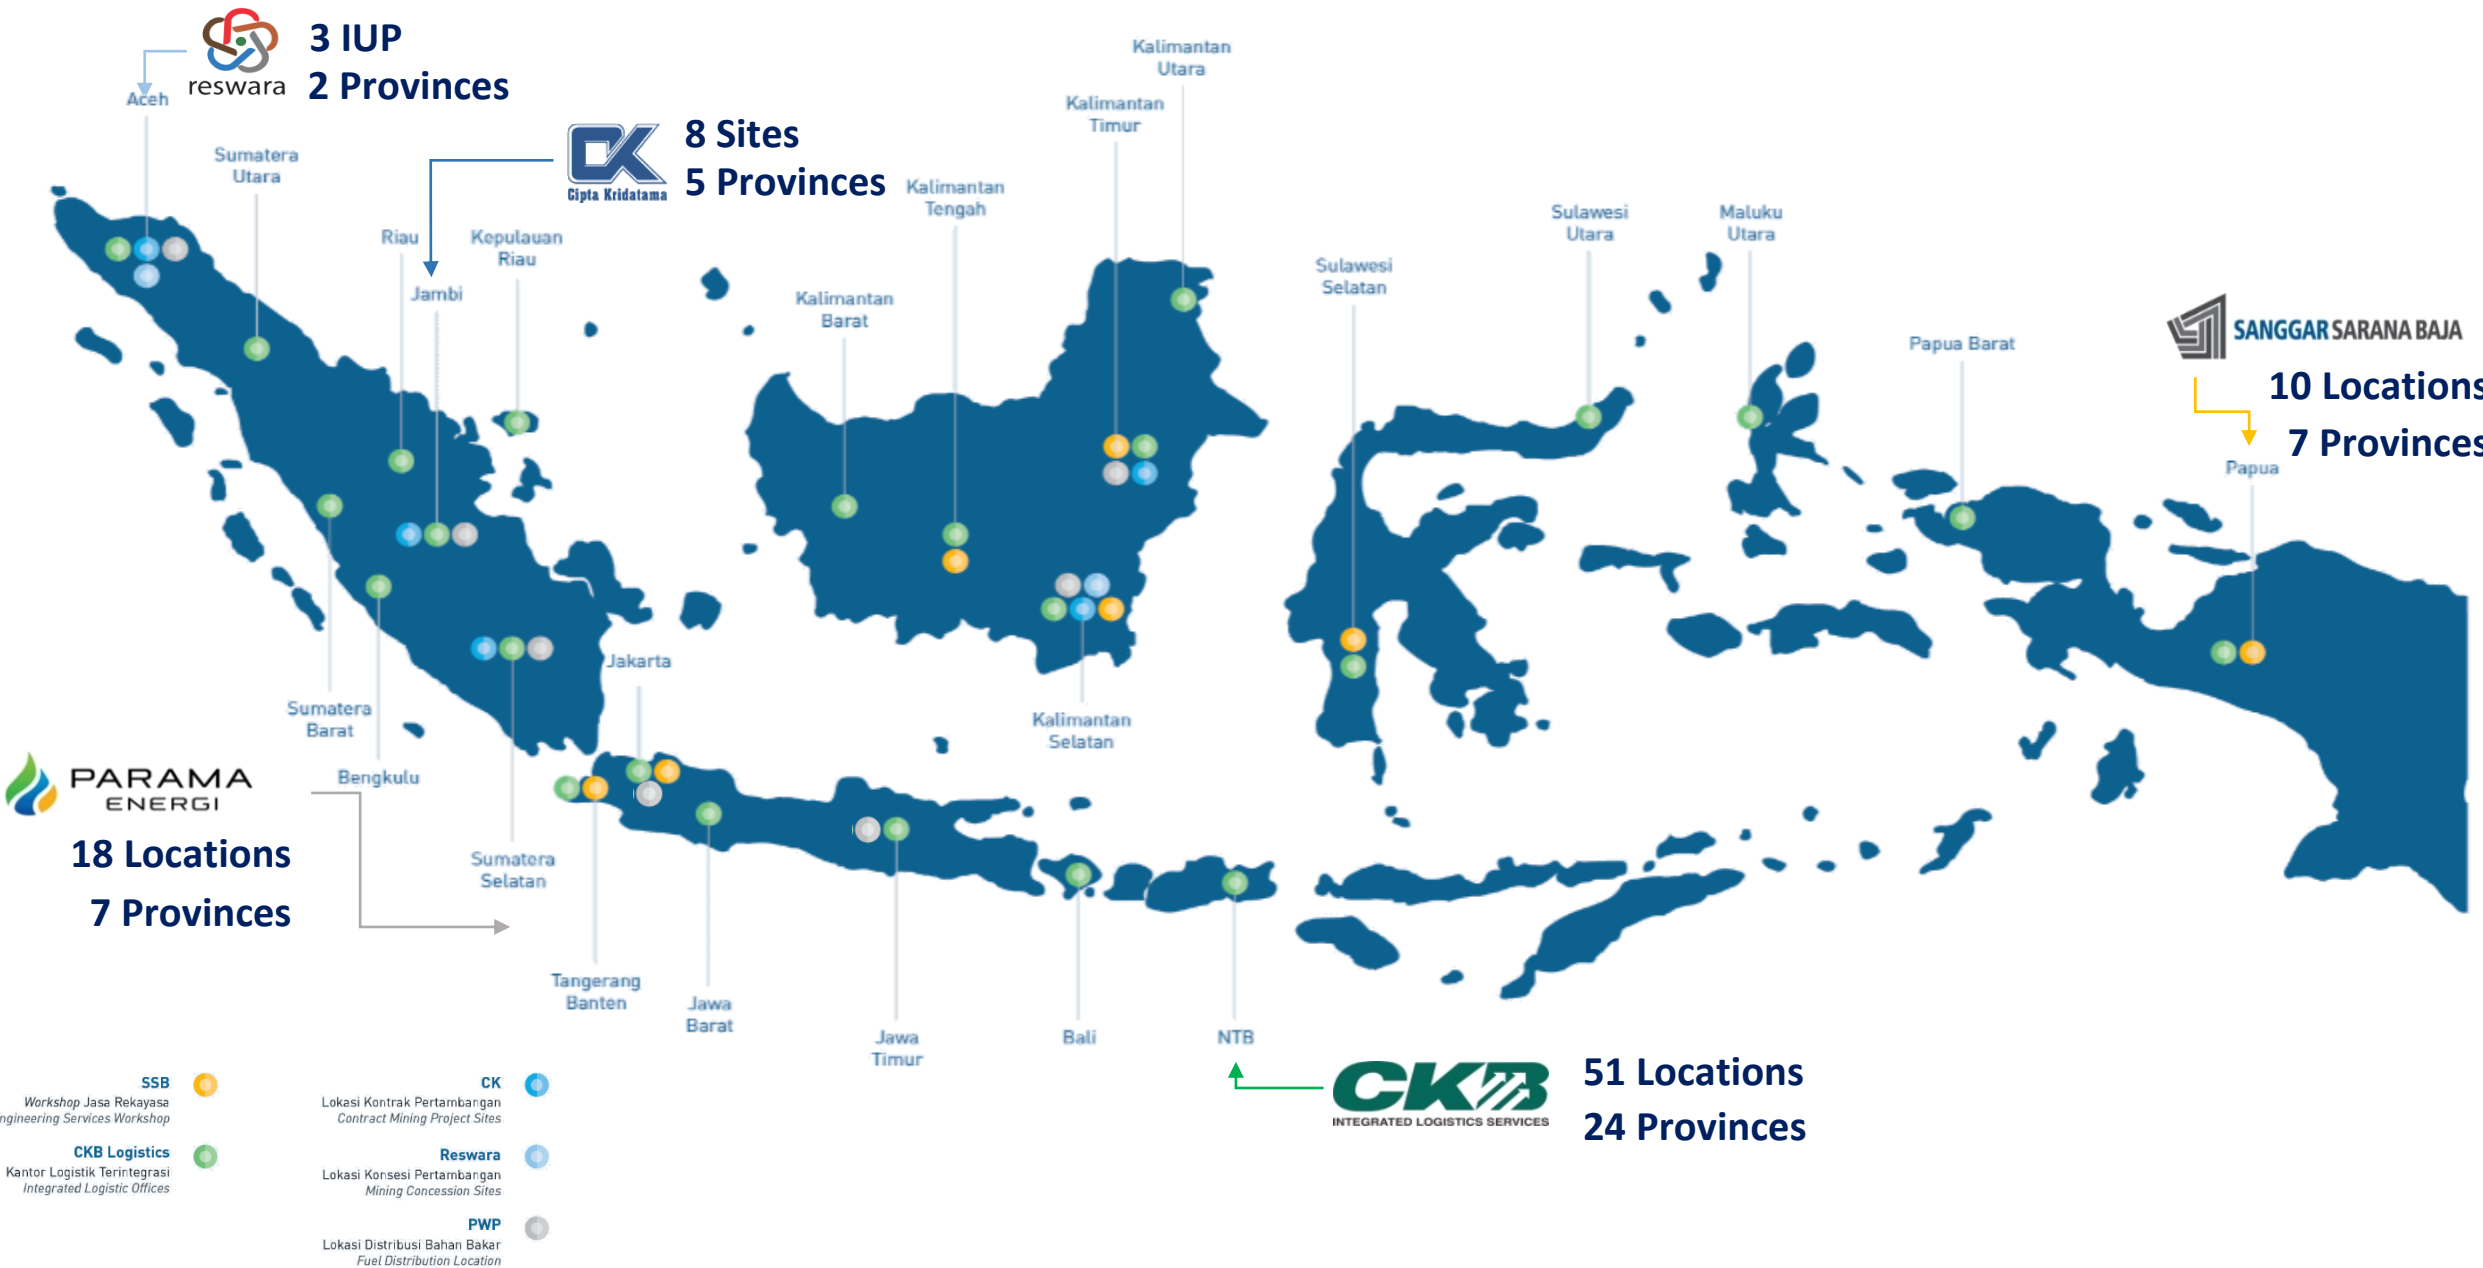 reswara
3 IUP
2 Provinces
Cipta Kridatama
8 Sites
5 Provinces
Aceh
Sumatera
Utara
Riau
Kepulauan
Riau
Jambi
Kalimantan
Barat
Kalimantan
Tengah
Kalimantan
Timur
Kalimantan
Utara
Sulawesi
Selatan
Sulawesi
Utara
Maluku
Utara
Papua Barat
SANGGAR SARANA BAJA
10 Locations
7 Provinces
Papua
Sumatera
Barat
Bengkulu
Sumatera
Selatan
Jakarta
Kalimantan
Selatan
PARAMA
ENERGI
18 Locations
7 Provinces
Tangerang
Banten
Jawa
Barat
Jawa
Timur
Bali
NTB
CKB
INTEGRATED LOGISTICS SERVICES
51 Locations
24 Provinces
SSB
Workshop Jasa Rekayasa
ngineering Services Workshop
CKB Logistics
Kantor Logistik Terintegrasi
Integrated Logistic Offices
CK
Lokasi Kontrak Pertambangan
Contract Mining Project Sites
Reswara
Lokasi Konsesi Pertambangan
Mining Concession Sites
PWP
Lokasi Distribusi Bahan Bakar
Fuel Distribution Location